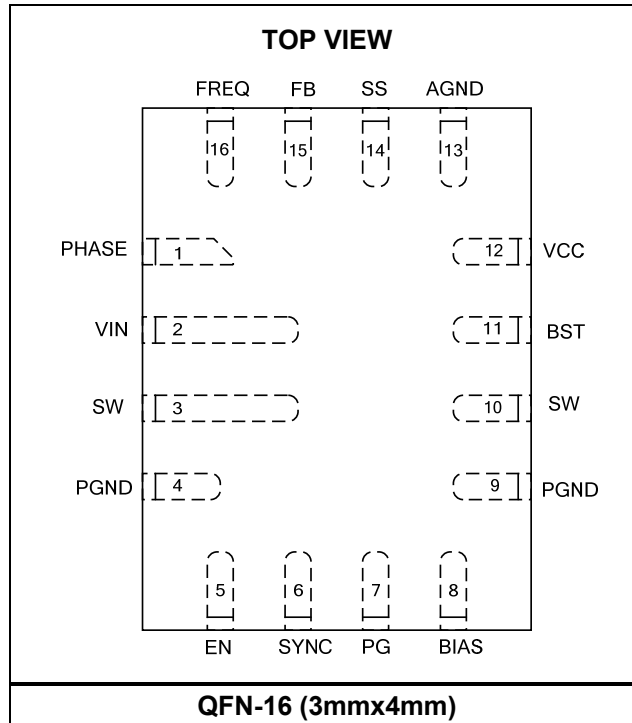 TOP VIEW
FREQ FB SS AGND
16 15 14 13
PHASE 1 12 VCC
VIN 2 11 BST
SW 3 10 SW
PGND 4 9 PGND
5 6 7 8
EN SYNC PG BIAS
QFN-16 (3mmx4mm)